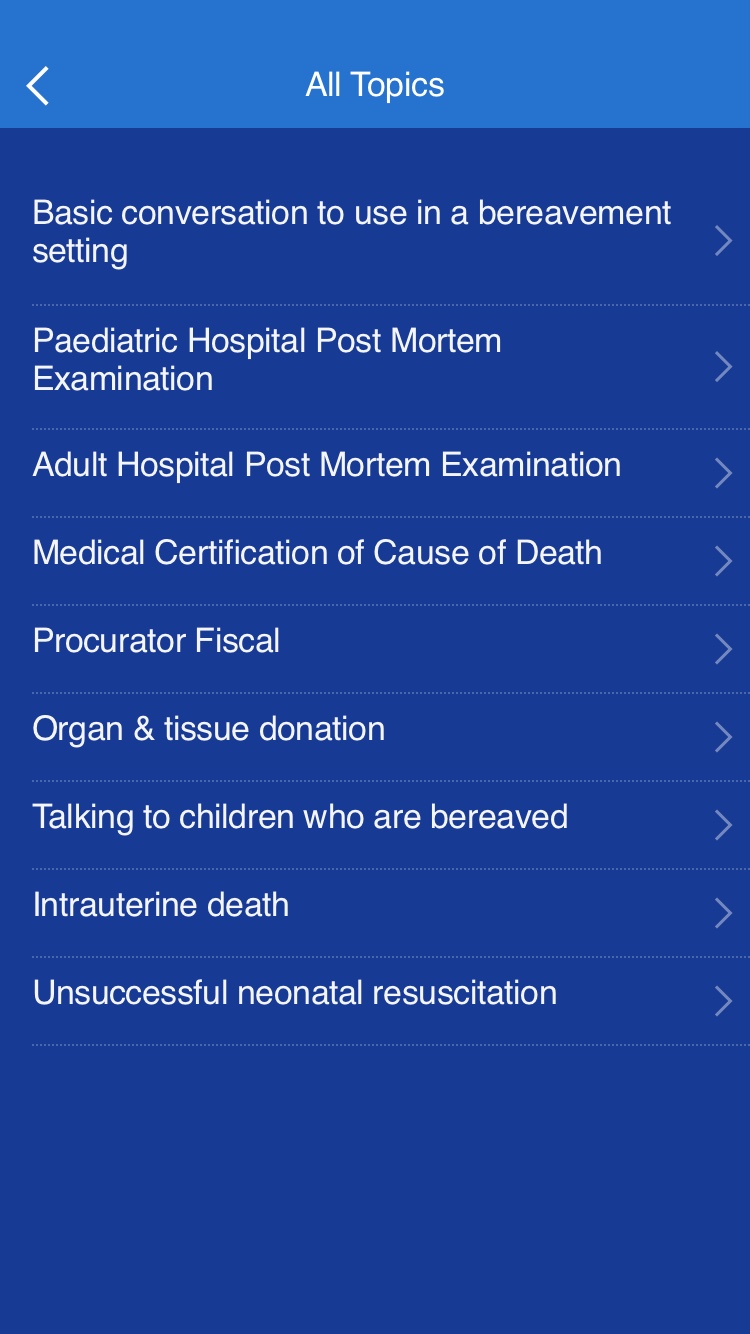 All Topics
Basic conversation to use in a bereavement
setting
Paediatric Hospital Post Mortem
Examination
Adult Hospital Post Mortem Examination
Medical Certification of Cause of Death
Procurator Fiscal
Organ & tissue donation
Talking to children who are bereaved
Intrauterine death
Unsuccessful neonatal resuscitation